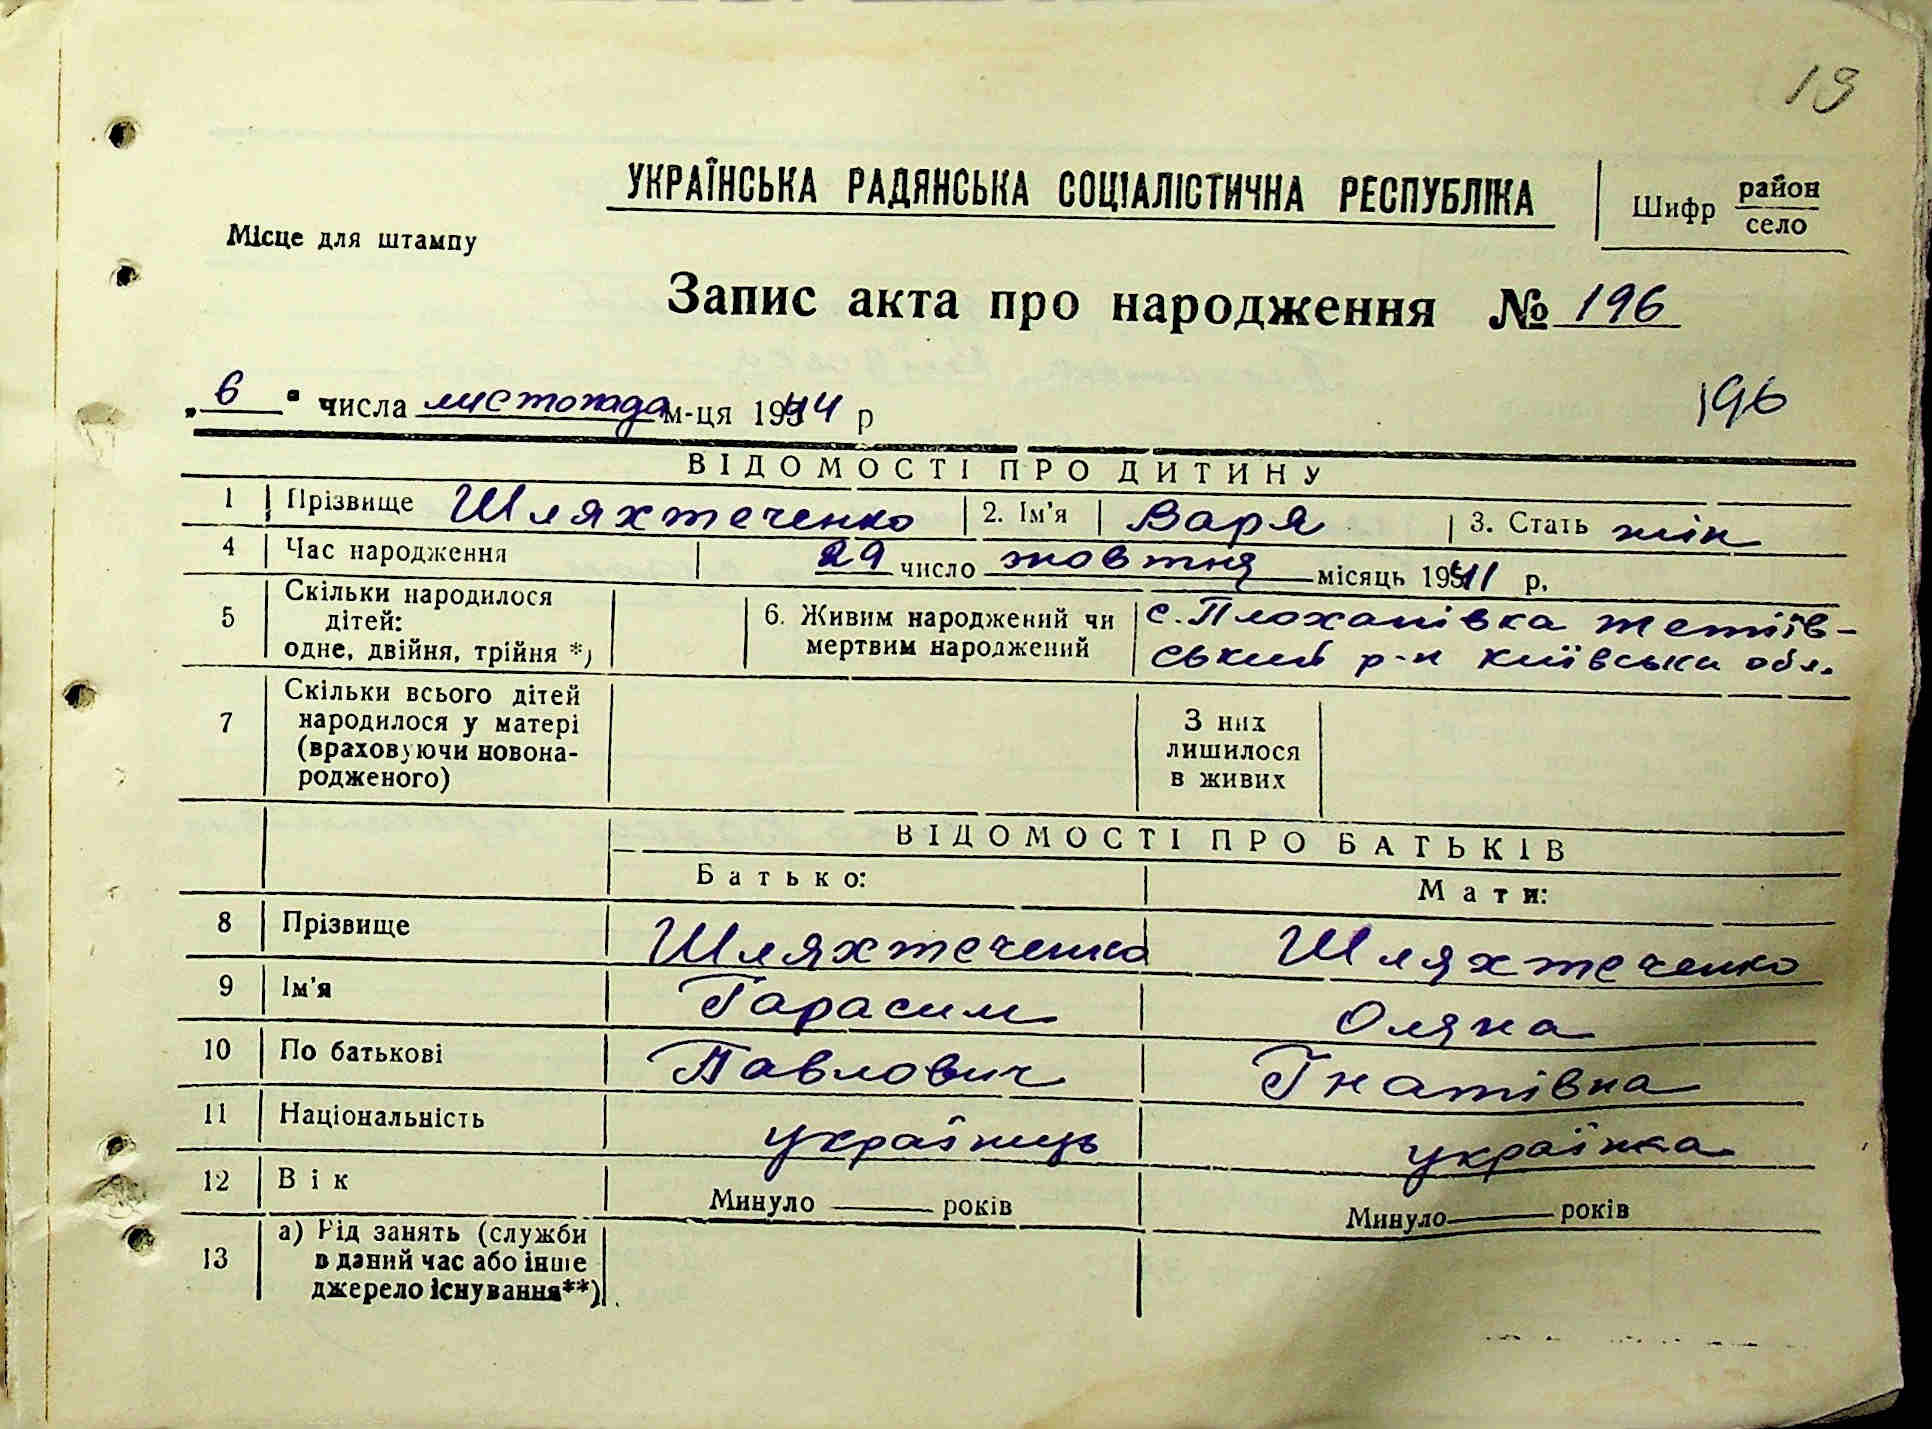 19
УКРАЇНСЬКА РАДЯНСЬКА СОЦІАЛІСТИЧНА РЕСПУБЛІКА
Шифр район
село
Місце для штампу
Запис акта про народження № 196
„6" числа листопада м-ця 1944 р
196
ВІДОМОСТІ ПРО ДИТИНУ
1 Прізвище Шляхтеченко 2. Ім'я Варя 3. Стать жін
4 Час народження 29 число жовтня місяць 1941 р.
5 Скільки народилося дітей: одне, двійня, трійня *) 6. Живим народжений чи мертвим народжений с. Плоханівка тетіїв-
ський р-н київська обл.
7 Скільки всього дітей народилося у матері (враховуючи новона-родженого) З них лишилося в живих
ВІДОМОСТІ ПРО БАТЬКІВ
Батько: Мати:
8 Прізвище Шляхтеченко Шляхтеченко
9 Ім'я Гарасим Оляна
10 По батькові Павлович Гнатівна
11 Національність українець українка
12 Вік Минуло років Минуло років
13 а) Рід занять (служби
в даний час або інше
джерело існування**)